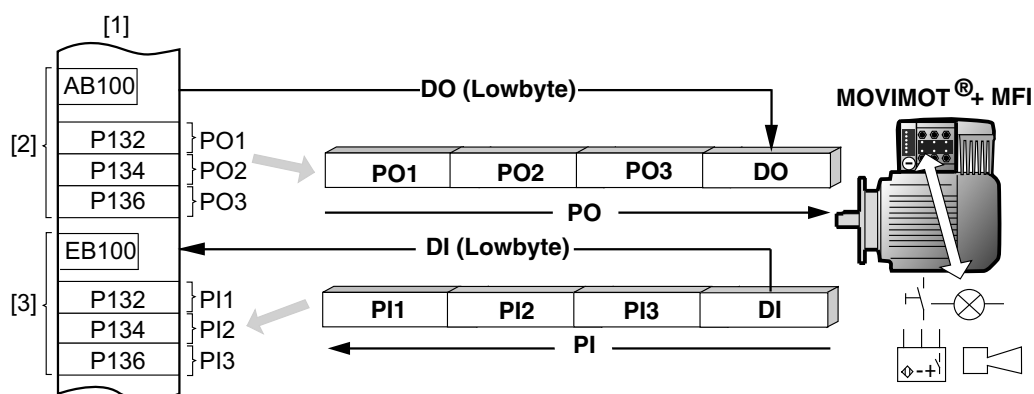 [1]
AB100
DO (Lowbyte)
MOVIMOT ® + MFI
[2]
P132 PO1
P134 PO2
P136 PO3
PO1 PO2 PO3 DO
PO
EB100
DI (Lowbyte)
[3]
P132 PI1
P134 PI2
P136 PI3
PI1 PI2 PI3 DI
PI
-+